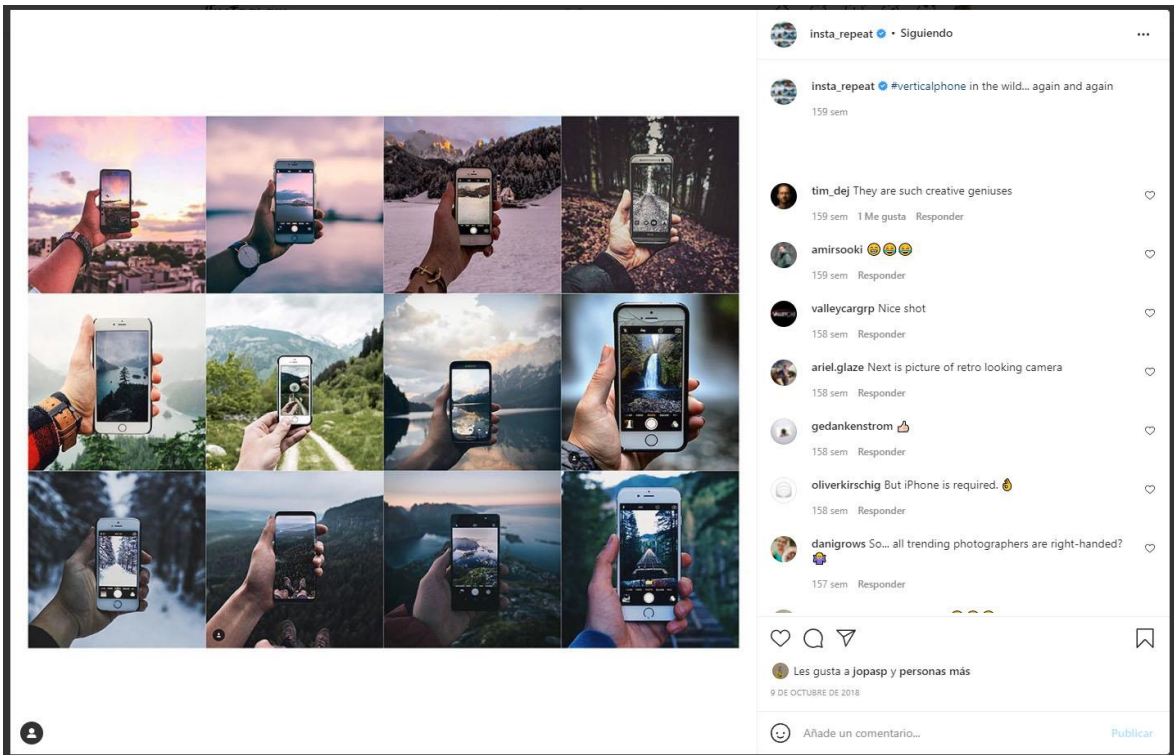 insta_repeat • Siguiendo
insta_repeat #verticalphone in the wild... again and again
159 sem
tim_dej They are such creative geniuses
159 sem 1 Me gusta Responder
amirsooki 😄😂😂
159 sem Responder
valleycargrp Nice shot
158 sem Responder
ariel.glaze Next is picture of retro looking camera
158 sem Responder
gedankenstrom 👍🏻
158 sem Responder
oliverkirschig But iPhone is required. 👌
158 sem Responder
danigrows So... all trending photographers are right-handed?
🤷‍♀️
157 sem Responder
Les gusta a jopasp y personas más
9 DE OCTUBRE DE 2018
Añade un comentario... Publicar